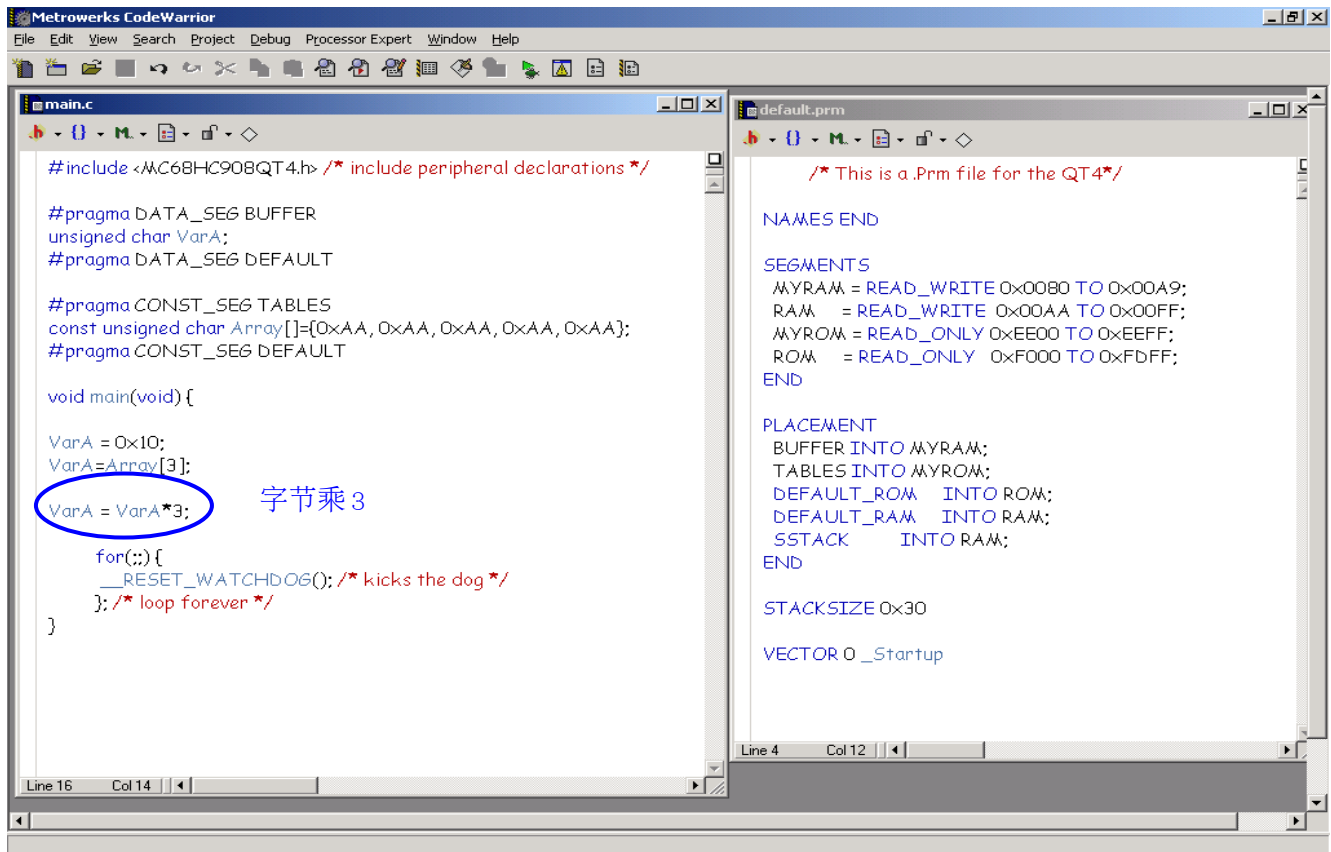 Metrowerks CodeWarrior
File Edit View Search Project Debug Processor Expert Window Help
main.c
#include <MC68HC908QT4.h> /* include peripheral declarations */
#pragma DATA_SEG BUFFER
unsigned char VarA;
#pragma DATA_SEG DEFAULT
#pragma CONST_SEG TABLES
const unsigned char Array[]={0xAA, 0xAA, 0xAA, 0xAA, 0xAA};
#pragma CONST_SEG DEFAULT
void main(void) {
VarA = 0x10;
VarA=Array[3];
VarA = VarA*3;
字节乘3
for(;;) {
__RESET_WATCHDOG(); /* kicks the dog */
}; /* loop forever */
}
Line 16 Col 14
default.prm
/* This is a .Prm file for the QT4*/
NAMES END
SEGMENTS
MYRAM = READ_WRITE 0x0080 TO 0x00A9;
RAM = READ_WRITE 0x00AA TO 0x00FF;
MYROM = READ_ONLY 0xEE00 TO 0xEEFF;
ROM = READ_ONLY 0xF000 TO 0xFDFF;
END
PLACEMENT
BUFFER INTO MYRAM;
TABLES INTO MYROM;
DEFAULT_ROM INTO ROM;
DEFAULT_RAM INTO RAM;
SSTACK INTO RAM;
END
STACKSIZE 0x30
VECTOR 0 _Startup
Line 4 Col 12